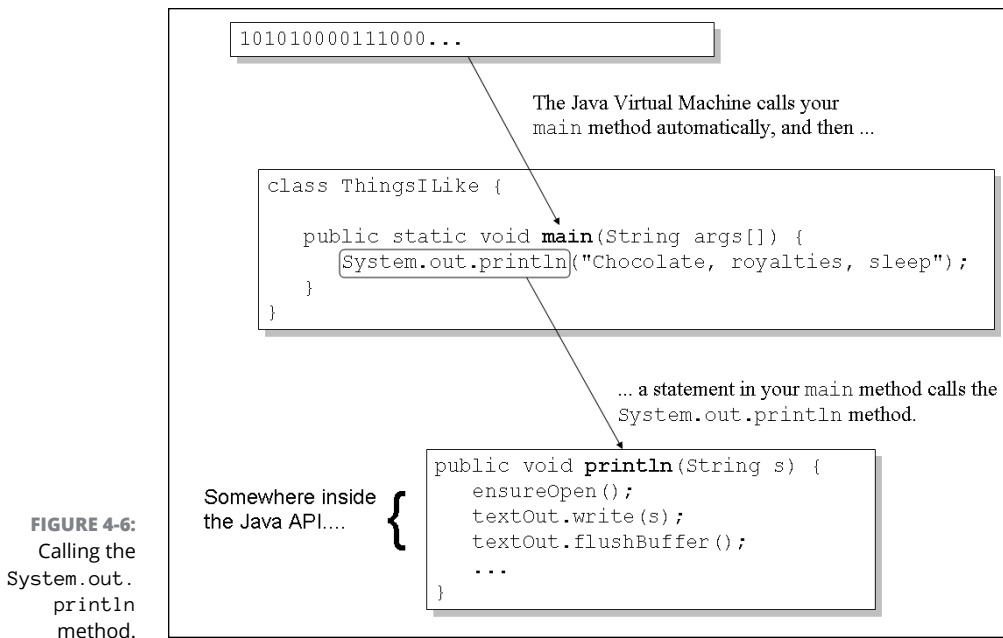 101010000111000...
The Java Virtual Machine calls your
main method automatically, and then ...
class ThingsILike {
public static void main(String args[]) {
System.out.println("Chocolate, royalties, sleep");
}
}
... a statement in your main method calls the
System.out.println method.
Somewhere inside
the Java API....
{
public void println(String s) {
ensureOpen();
textOut.write(s);
textOut.flushBuffer();
...
}
FIGURE 4-6:
Calling the
System.out.
println
method.